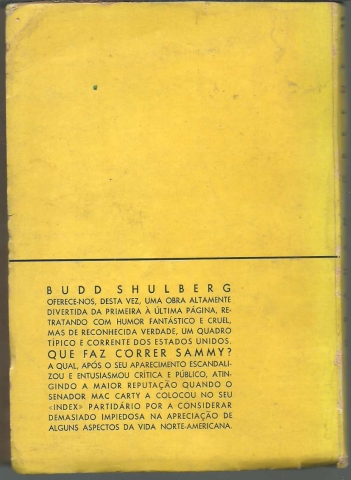 BUDD SHULBERG
OFERECE-NOS, DESTA VEZ, UMA OBRA ALTAMENTE
DIVERTIDA DA PRIMEIRA À ÚLTIMA PÁGINA, RE-
TRATANDO COM HUMOR FANTÁSTICO E CRUEL,
MAS DE RECONHECIDA VERDADE, UM QUADRO
TÍPICO E CORRENTE DOS ESTADOS UNIDOS.
QUE FAZ CORRER SAMMY?
A QUAL, APÓS O SEU APARECIMENTO ESCANDALI-
ZOU E ENTUSIASMOU CRÍTICA E PÚBLICO, ATIN-
GINDO A MAIOR REPUTAÇÃO QUANDO O
SENADOR MAC CARTY A COLOCOU NO SEU
«INDEX» PARTIDÁRIO POR A CONSIDERAR
DEMASIADO IMPIEDOSA NA APRECIAÇÃO DE
ALGUNS ASPECTOS DA VIDA NORTE-AMERICANA.